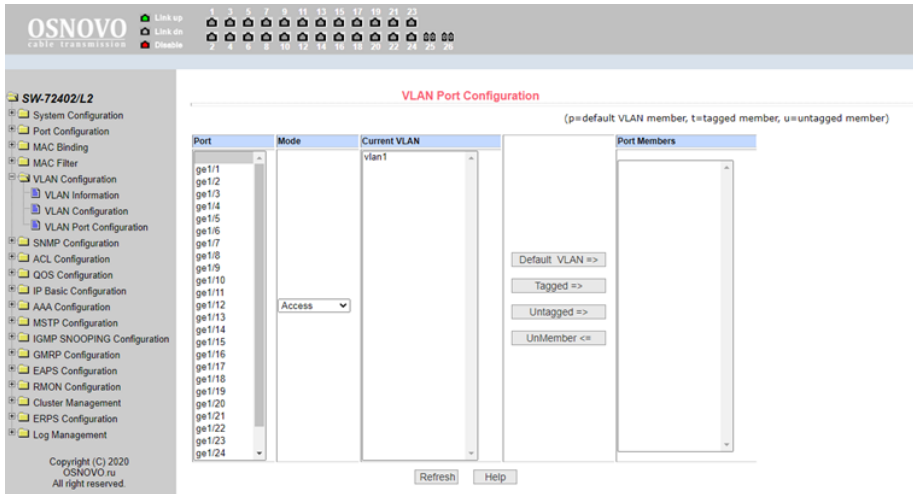 OSNOVO
cable transmission
Link up
Link dn
Disable
1 3 5 7 9 11 13 15 17 19 21 23
2 4 6 8 10 12 14 16 18 20 22 24 25 26
SW-72402/L2
System Configuration
Port Configuration
MAC Binding
MAC Filter
VLAN Configuration
VLAN Information
VLAN Configuration
VLAN Port Configuration
SNMP Configuration
ACL Configuration
QOS Configuration
IP Basic Configuration
AAA Configuration
MSTP Configuration
IGMP SNOOPING Configuration
GMRP Configuration
EAPS Configuration
RMON Configuration
Cluster Management
ERPS Configuration
Log Management
Copyright (C) 2020
OSNOVO.ru
All right reserved.
VLAN Port Configuration
(p=default VLAN member, t=tagged member, u=untagged member)
Port Mode Current VLAN Port Members
ge1/1
ge1/2
ge1/3
ge1/4
ge1/5
ge1/6
ge1/7
ge1/8
ge1/9
ge1/10
ge1/11
ge1/12
ge1/13
ge1/14
ge1/15
ge1/16
ge1/17
ge1/18
ge1/19
ge1/20
ge1/21
ge1/22
ge1/23
ge1/24
Access
vlan1
Default VLAN =>
Tagged =>
Untagged =>
UnMember <=
Refresh Help